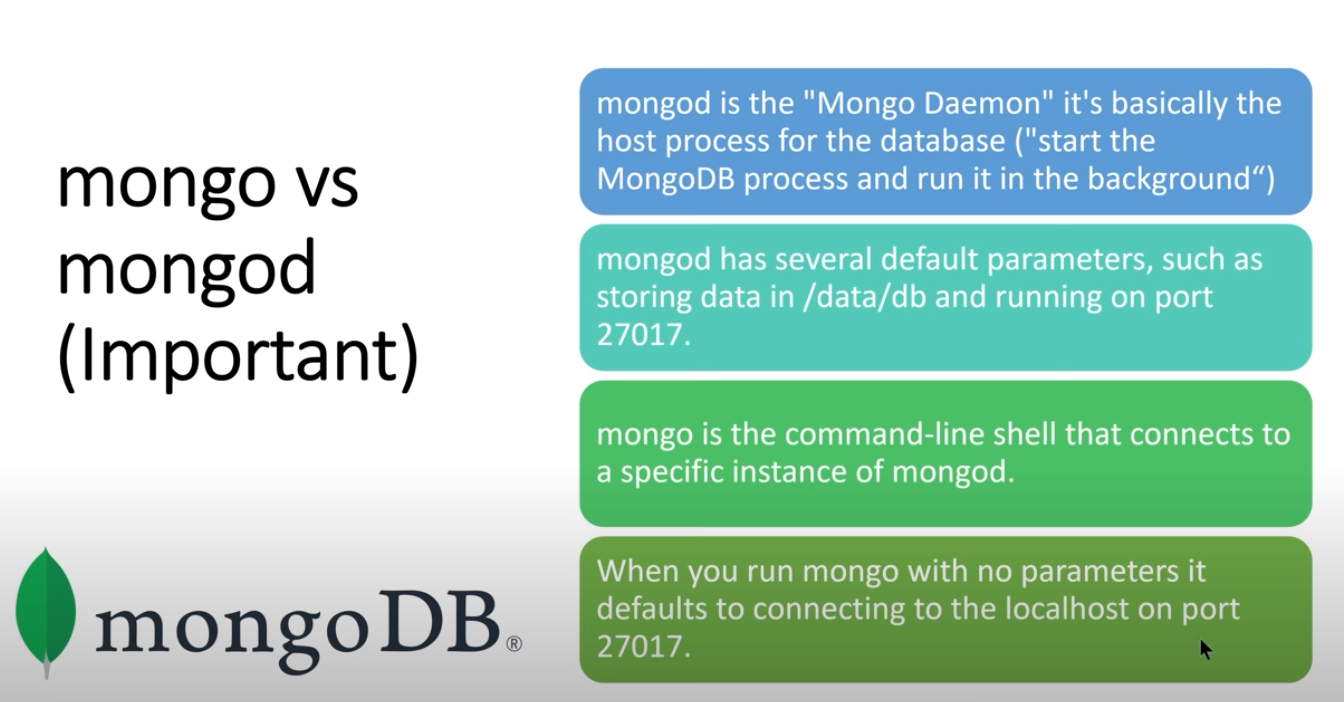 mongo vs
mongod
(Important)
mongod is the "Mongo Daemon" it's basically the
host process for the database ("start the
MongoDB process and run it in the background“)
mongod has several default parameters, such as
storing data in /data/db and running on port
27017.
mongo is the command-line shell that connects to
a specific instance of mongod.
When you run mongo with no parameters it
defaults to connecting to the localhost on port
27017.
mongoDB®